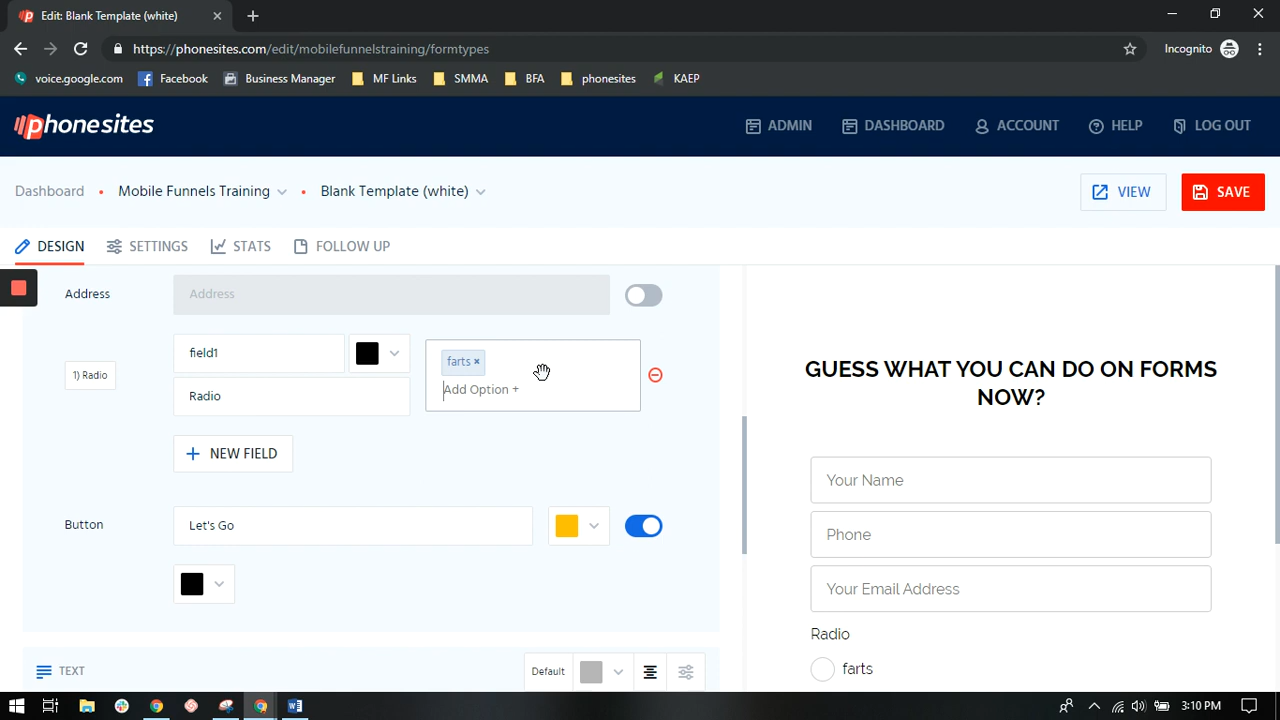 Edit: Blank Template (white)
https://phonesites.com/edit/mobilefunnelstraining/formtypes
Incognito
voice.google.com
Facebook
Business Manager
MF Links
SMMA
BFA
phonesites
KAEP
phonesites
ADMIN
DASHBOARD
ACCOUNT
HELP
LOG OUT
Dashboard • Mobile Funnels Training • Blank Template (white)
VIEW
SAVE
DESIGN
SETTINGS
STATS
FOLLOW UP
Address
Address
1) Radio
field1
Radio
farts ×
Add Option +
+ NEW FIELD
Button
Let's Go
TEXT
Default
GUESS WHAT YOU CAN DO ON FORMS
NOW?
Your Name
Phone
Your Email Address
Radio
farts
3:10 PM